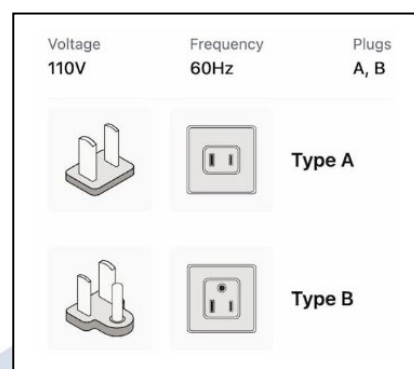 Voltage Frequency Plugs
110V 60Hz A, B
Type A
Type B